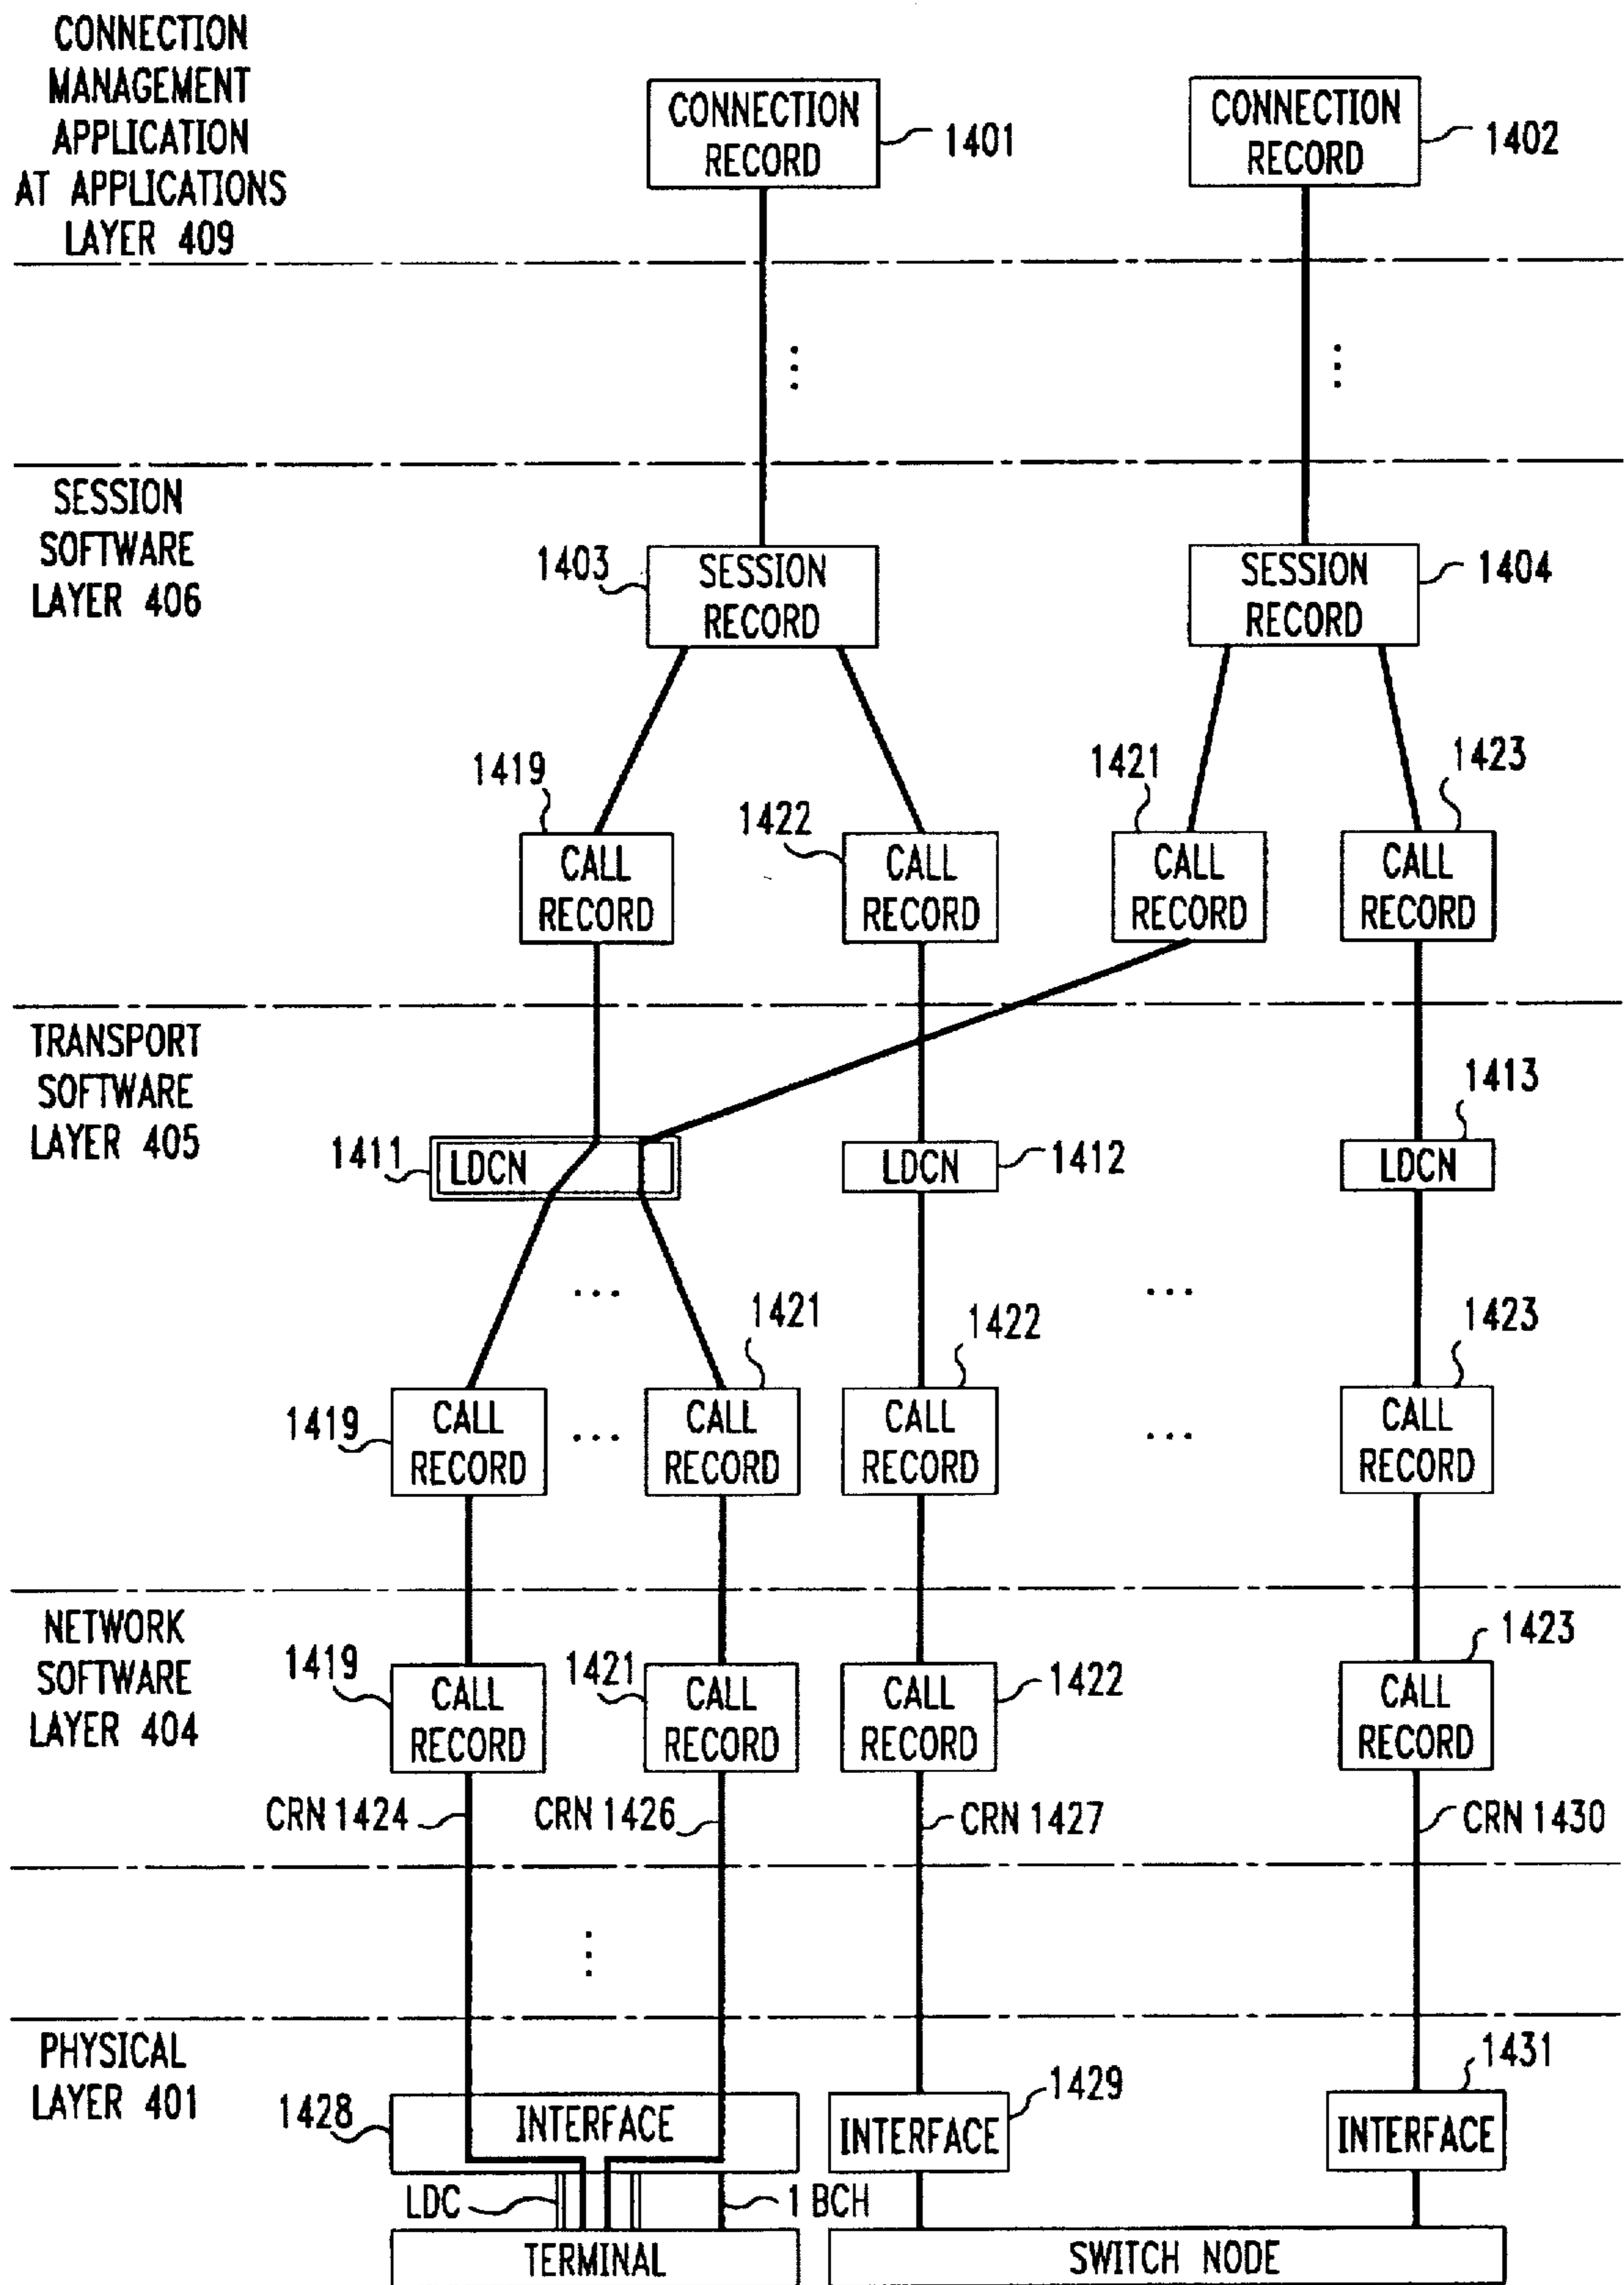 CONNECTION
MANAGEMENT
APPLICATION
AT APPLICATIONS
LAYER 409
CONNECTION
RECORD
1401
CONNECTION
RECORD
1402
SESSION
SOFTWARE
LAYER 406
1403
SESSION
RECORD
SESSION
RECORD
1404
1419
CALL
RECORD
1422
CALL
RECORD
1421
CALL
RECORD
1423
CALL
RECORD
TRANSPORT
SOFTWARE
LAYER 405
1411
LDCN
LDCN
1412
1413
LDCN
1419
CALL
RECORD
1421
CALL
RECORD
1422
CALL
RECORD
1423
CALL
RECORD
NETWORK
SOFTWARE
LAYER 404
1419
CALL
RECORD
1421
CALL
RECORD
CALL
RECORD
1422
1423
CALL
RECORD
CRN 1424
CRN 1426
CRN 1427
CRN 1430
PHYSICAL
LAYER 401
1428
INTERFACE
1429
INTERFACE
1431
INTERFACE
LDC
1 BCH
TERMINAL
SWITCH NODE